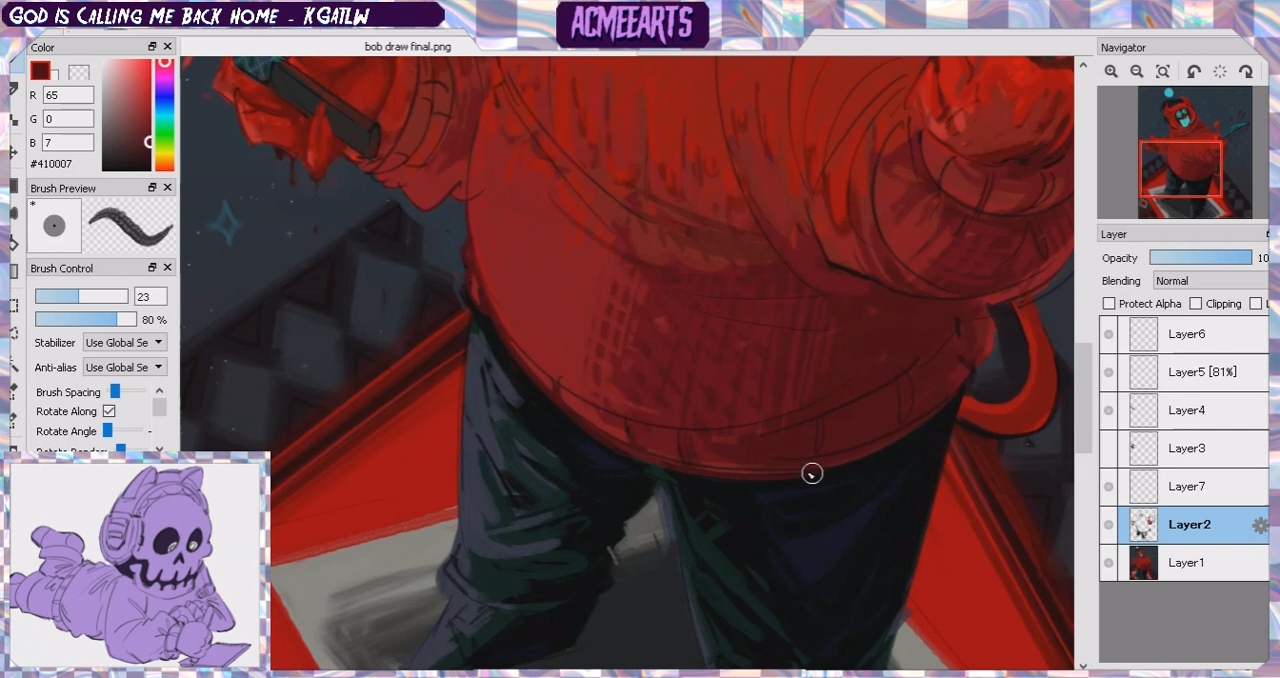 GOD IS CALLING ME BACK HOME - KGATLW
ACMEEARTS
bob draw final.png
Color
R 65
G 0
B 7
#410007
Brush Preview
*
Brush Control
23
80 %
Stabilizer Use Global Se
Anti-alias Use Global Se
Brush Spacing
Rotate Along
Rotate Angle
Navigator
Layer
Opacity 10
Blending Normal
Protect Alpha Clipping
Layer6
Layer5 [81%]
Layer4
Layer3
Layer7
Layer2
Layer1